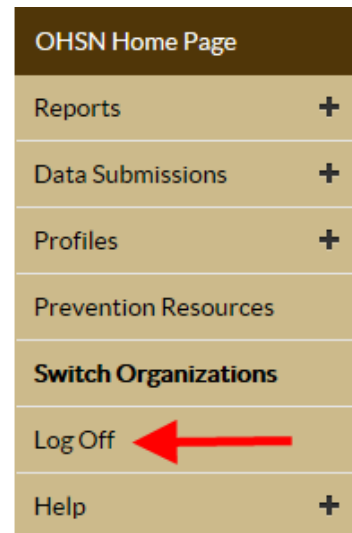 OHSN Home Page
Reports +
Data Submissions +
Profiles +
Prevention Resources
Switch Organizations
Log Off
Help +